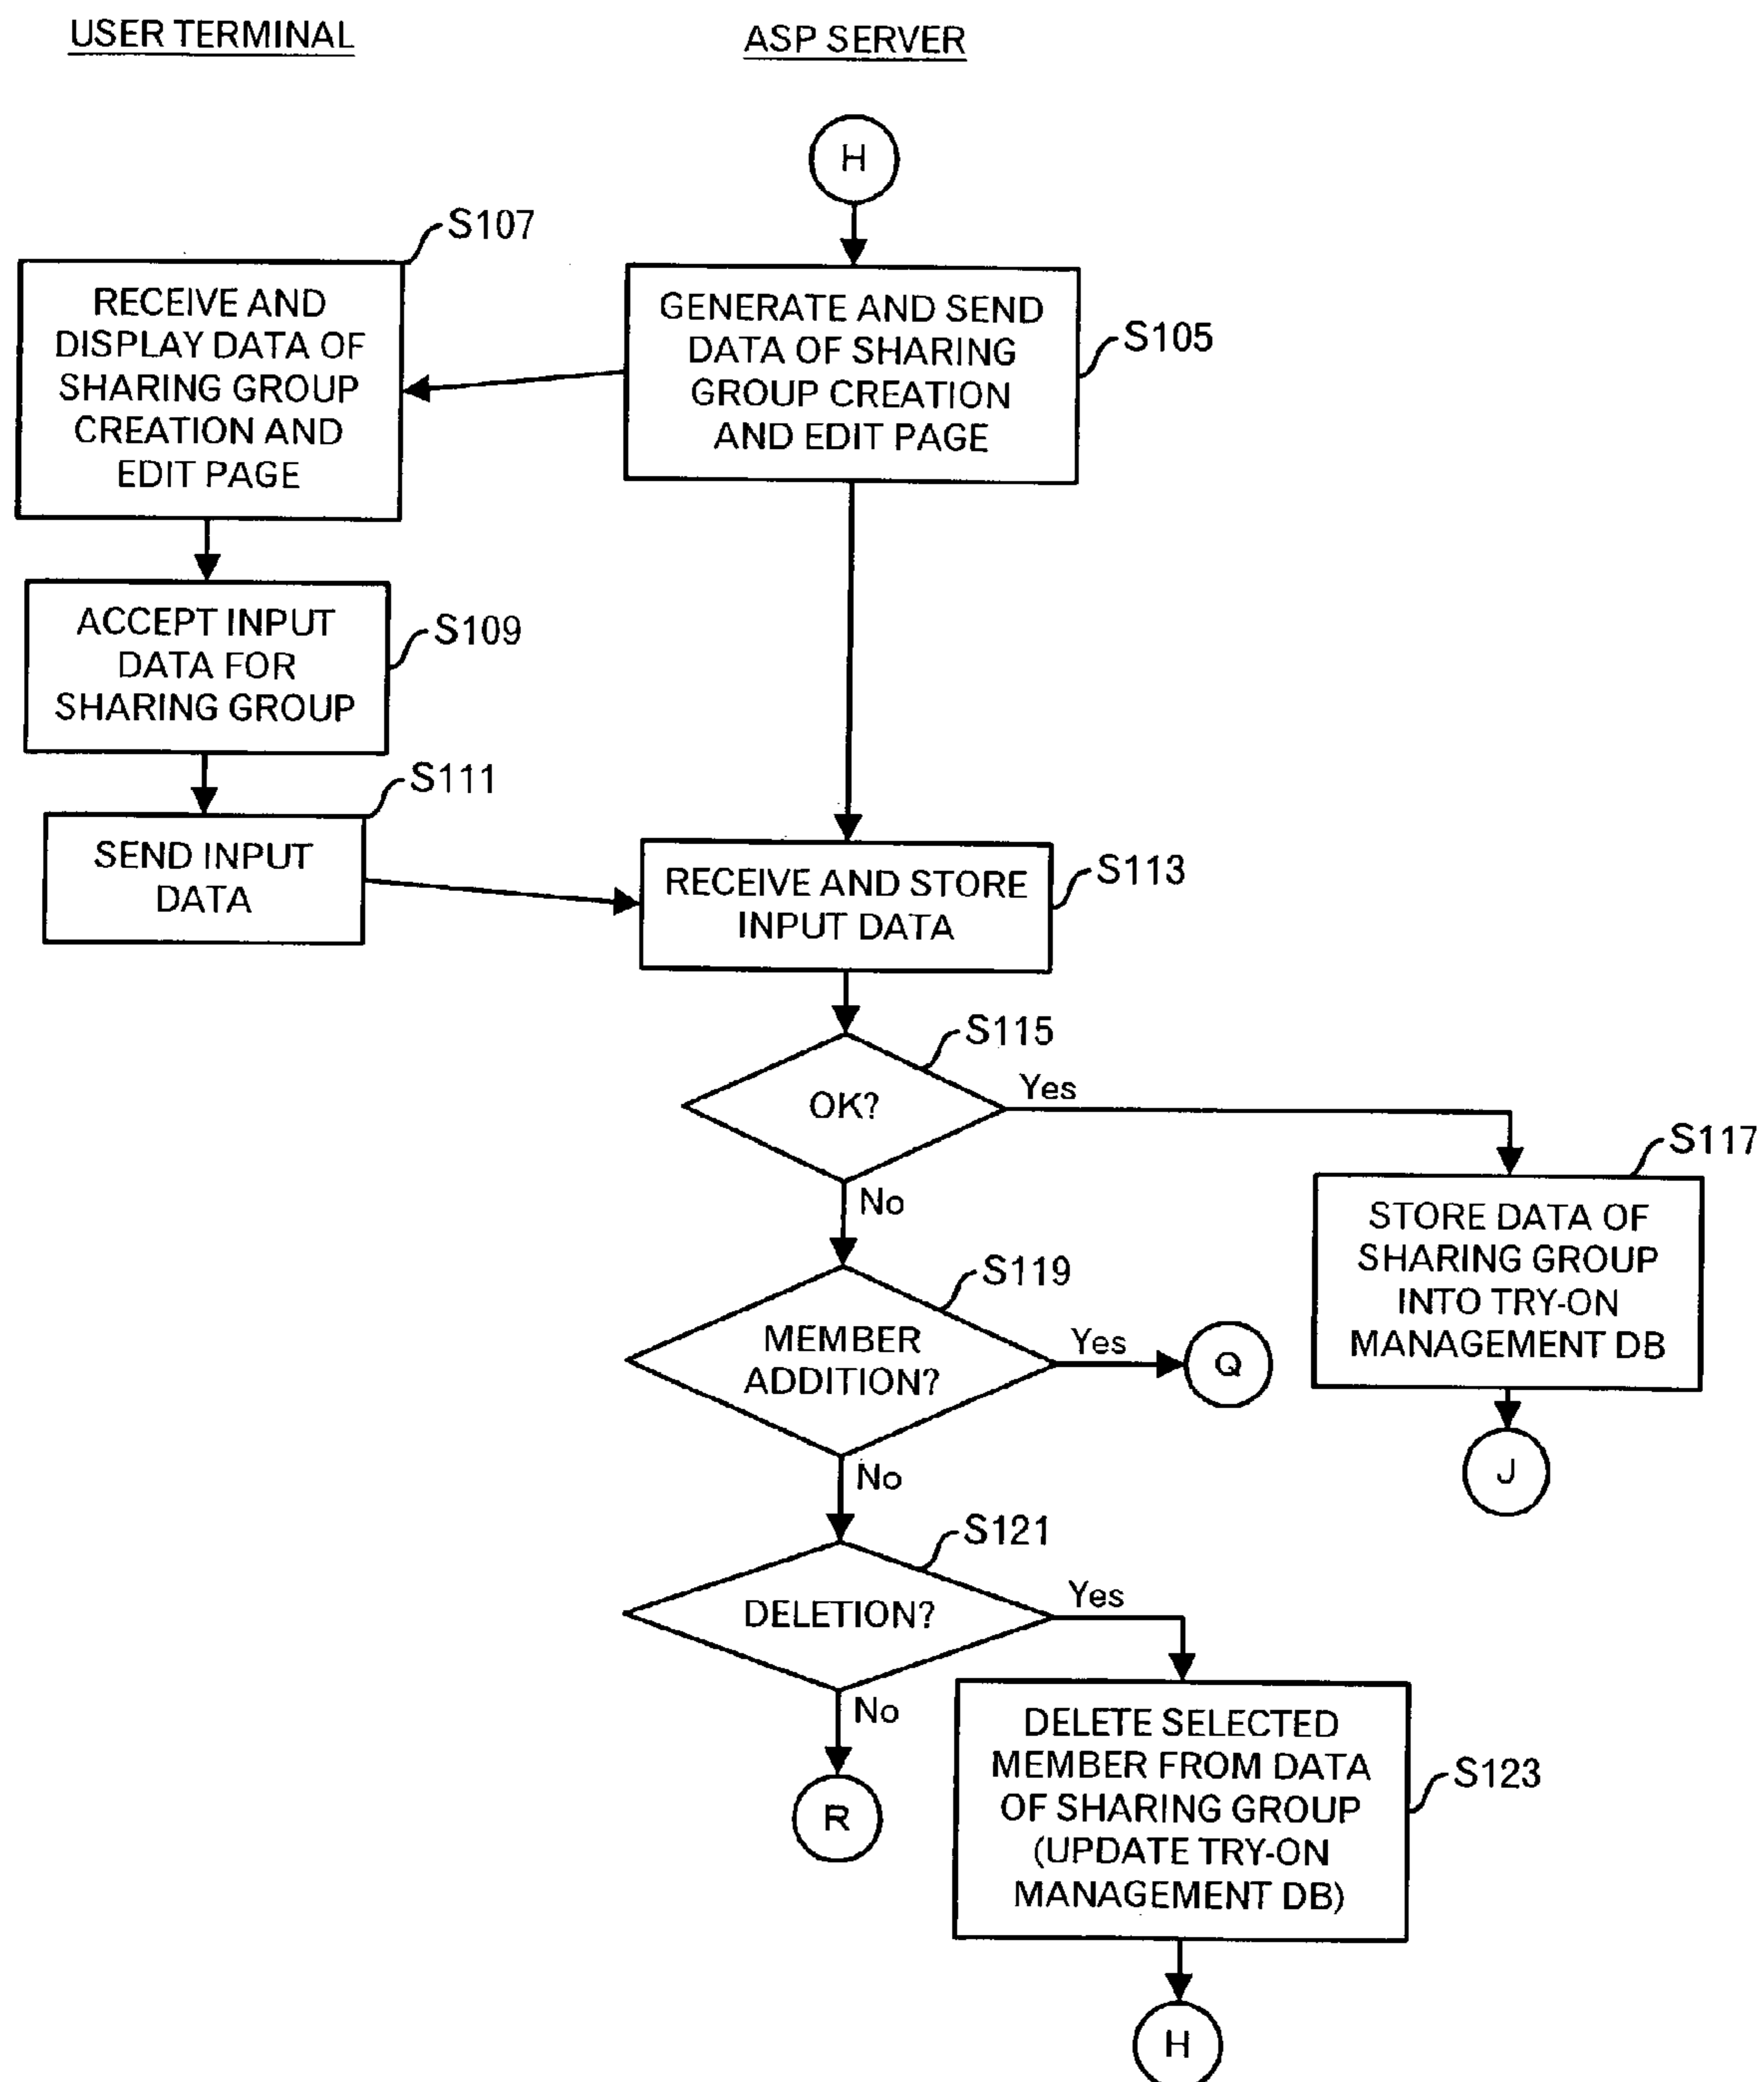 USER TERMINAL
ASP SERVER
H
S107
RECEIVE AND
DISPLAY DATA OF
SHARING GROUP
CREATION AND
EDIT PAGE
GENERATE AND SEND
DATA OF SHARING
GROUP CREATION
AND EDIT PAGE
S105
ACCEPT INPUT
DATA FOR
SHARING GROUP
S109
S111
SEND INPUT
DATA
RECEIVE AND STORE
INPUT DATA
S113
S115
OK?
Yes
No
S117
STORE DATA OF
SHARING GROUP
INTO TRY-ON
MANAGEMENT DB
J
S119
MEMBER
ADDITION?
Yes
Q
No
S121
DELETION?
Yes
No
R
DELETE SELECTED
MEMBER FROM DATA
OF SHARING GROUP
(UPDATE TRY-ON
MANAGEMENT DB)
S123
H